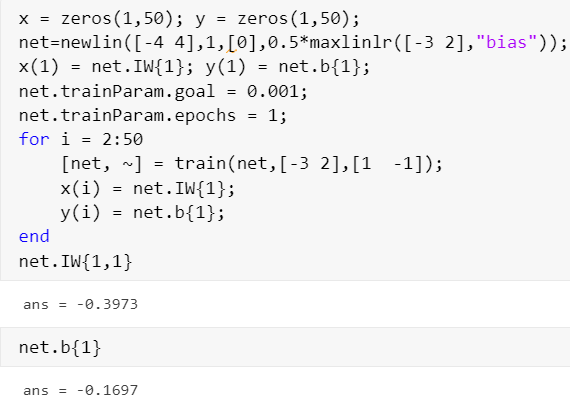 x = zeros(1,50); y = zeros(1,50);
net=newlin([-4 4],1,[0],0.5*maxlinlr([-3 2],"bias"));
x(1) = net.IW{1}; y(1) = net.b{1};
net.trainParam.goal = 0.001;
net.trainParam.epochs = 1;
for i = 2:50
    [net, ~] = train(net,[-3 2],[1  -1]);
    x(i) = net.IW{1};
    y(i) = net.b{1};
end
net.IW{1,1}
ans = -0.3973
net.b{1}
ans = -0.1697